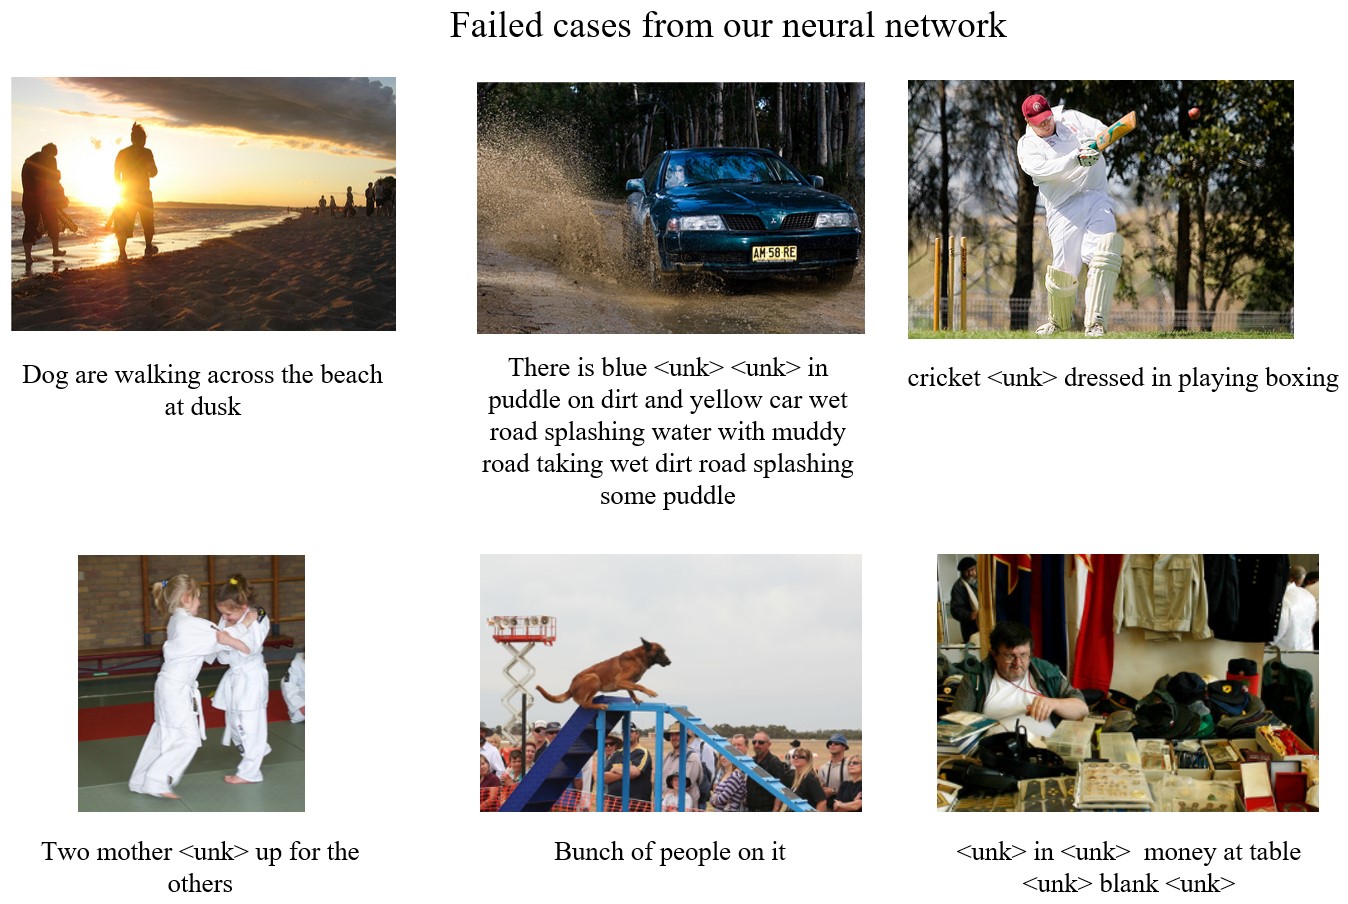 Failed cases from our neural network
AM 58 RE
Dog are walking across the beach
at dusk
There is blue <unk> <unk> in
puddle on dirt and yellow car wet
road splashing water with muddy
road taking wet dirt road splashing
some puddle
cricket <unk> dressed in playing boxing
Two mother <unk> up for the
others
Bunch of people on it
<unk> in <unk>  money at table
<unk> blank <unk>